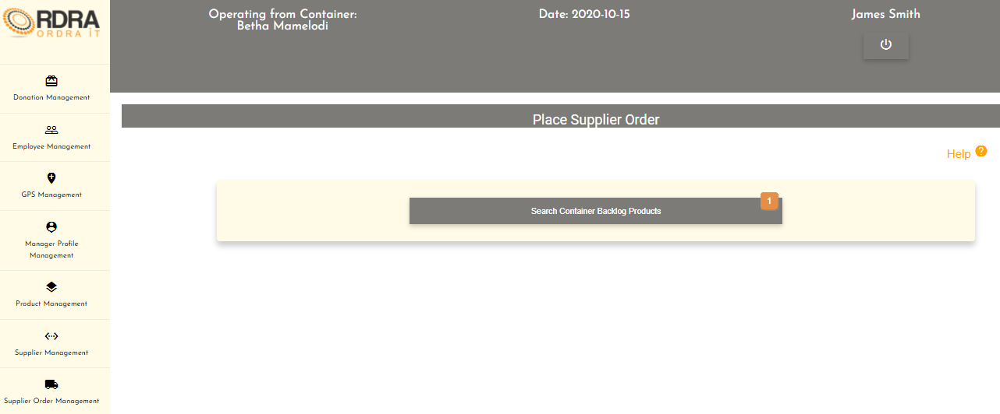 ORDRA
ORDRA IT
Operating from Container:
Betha Mamelodi
Date: 2020-10-15
James Smith
Donation Management
Employee Management
GPS Management
Manager Profile
Management
Product Management
Supplier Management
Supplier Order Management
Place Supplier Order
Help ?
1
Search Container Backlog Products